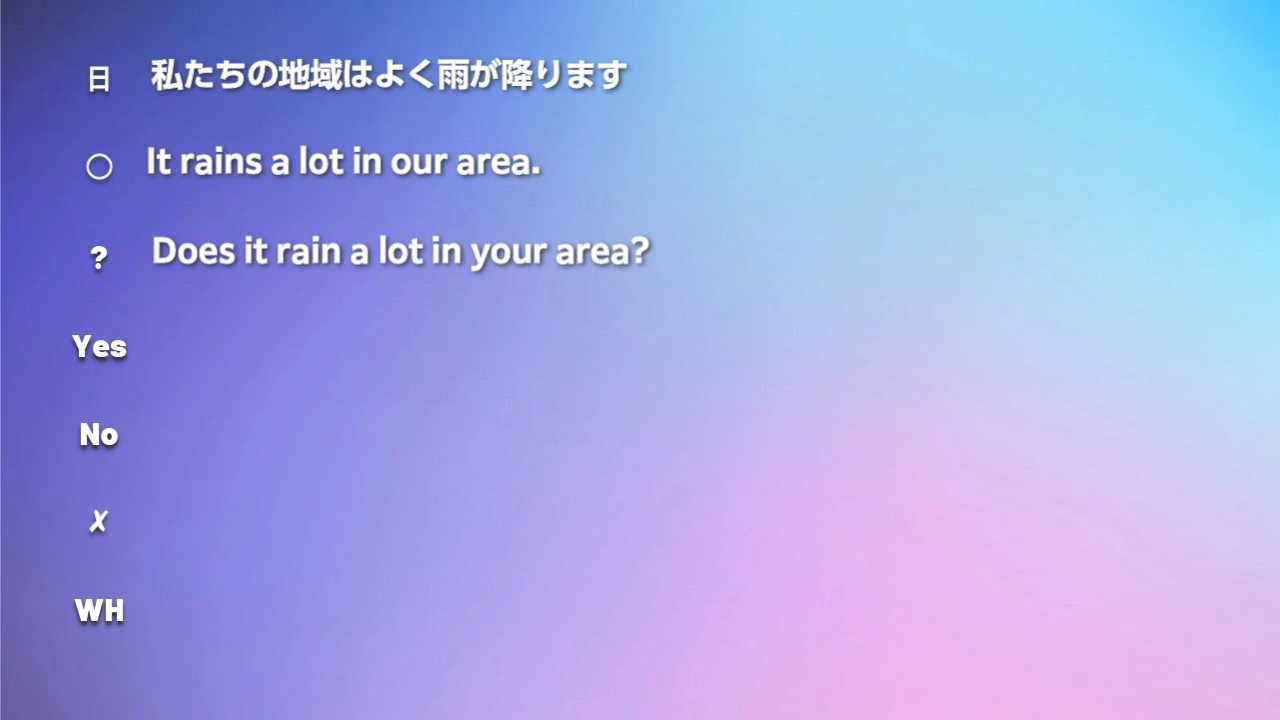 日 私たちの地域はよく雨が降ります
○ It rains a lot in our area.
? Does it rain a lot in your area?
Yes
No
✗
WH